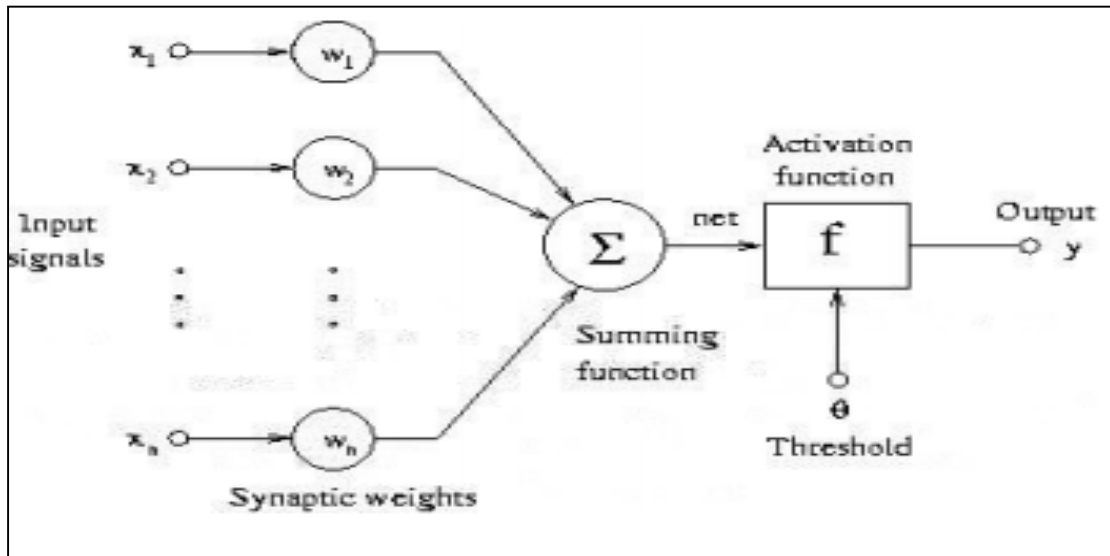 x₁
w₁
x₂
w₂
Input
signals
Σ
net
Activation
function
f
Output
y
Summing
function
θ
Threshold
xₙ
wₙ
Synaptic weights